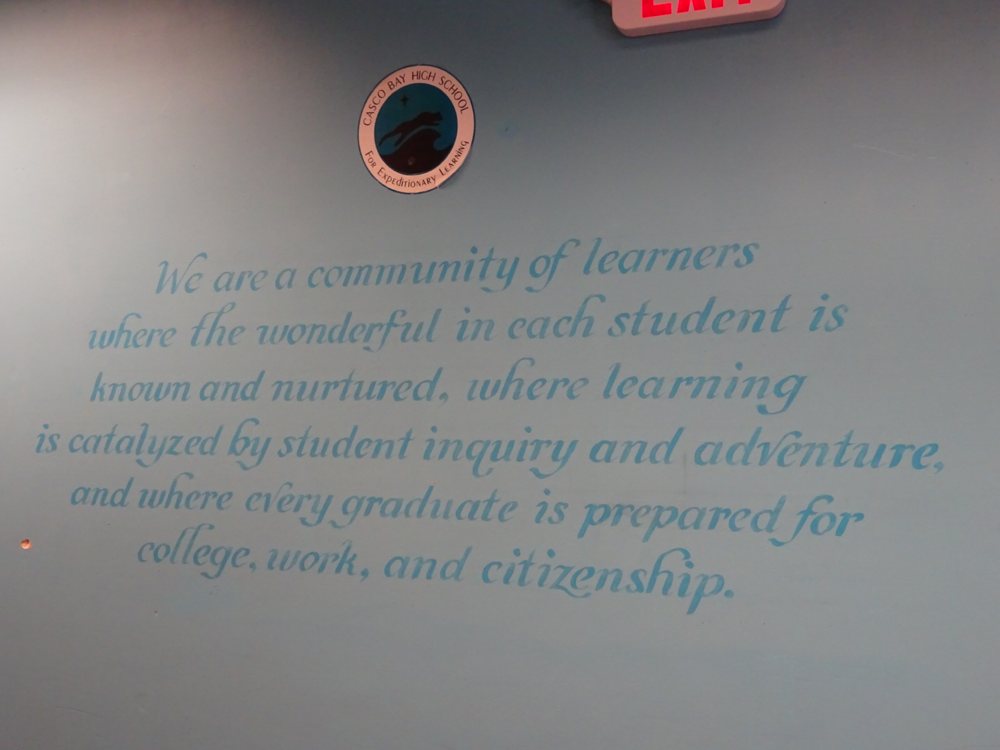 EXIT
CASCO BAY HIGH SCHOOL
FOR EXPEDITIONARY LEARNING
We are a community of learners
where the wonderful in each student is
known and nurtured, where learning
is catalyzed by student inquiry and adventure,
and where every graduate is prepared for
college, work, and citizenship.